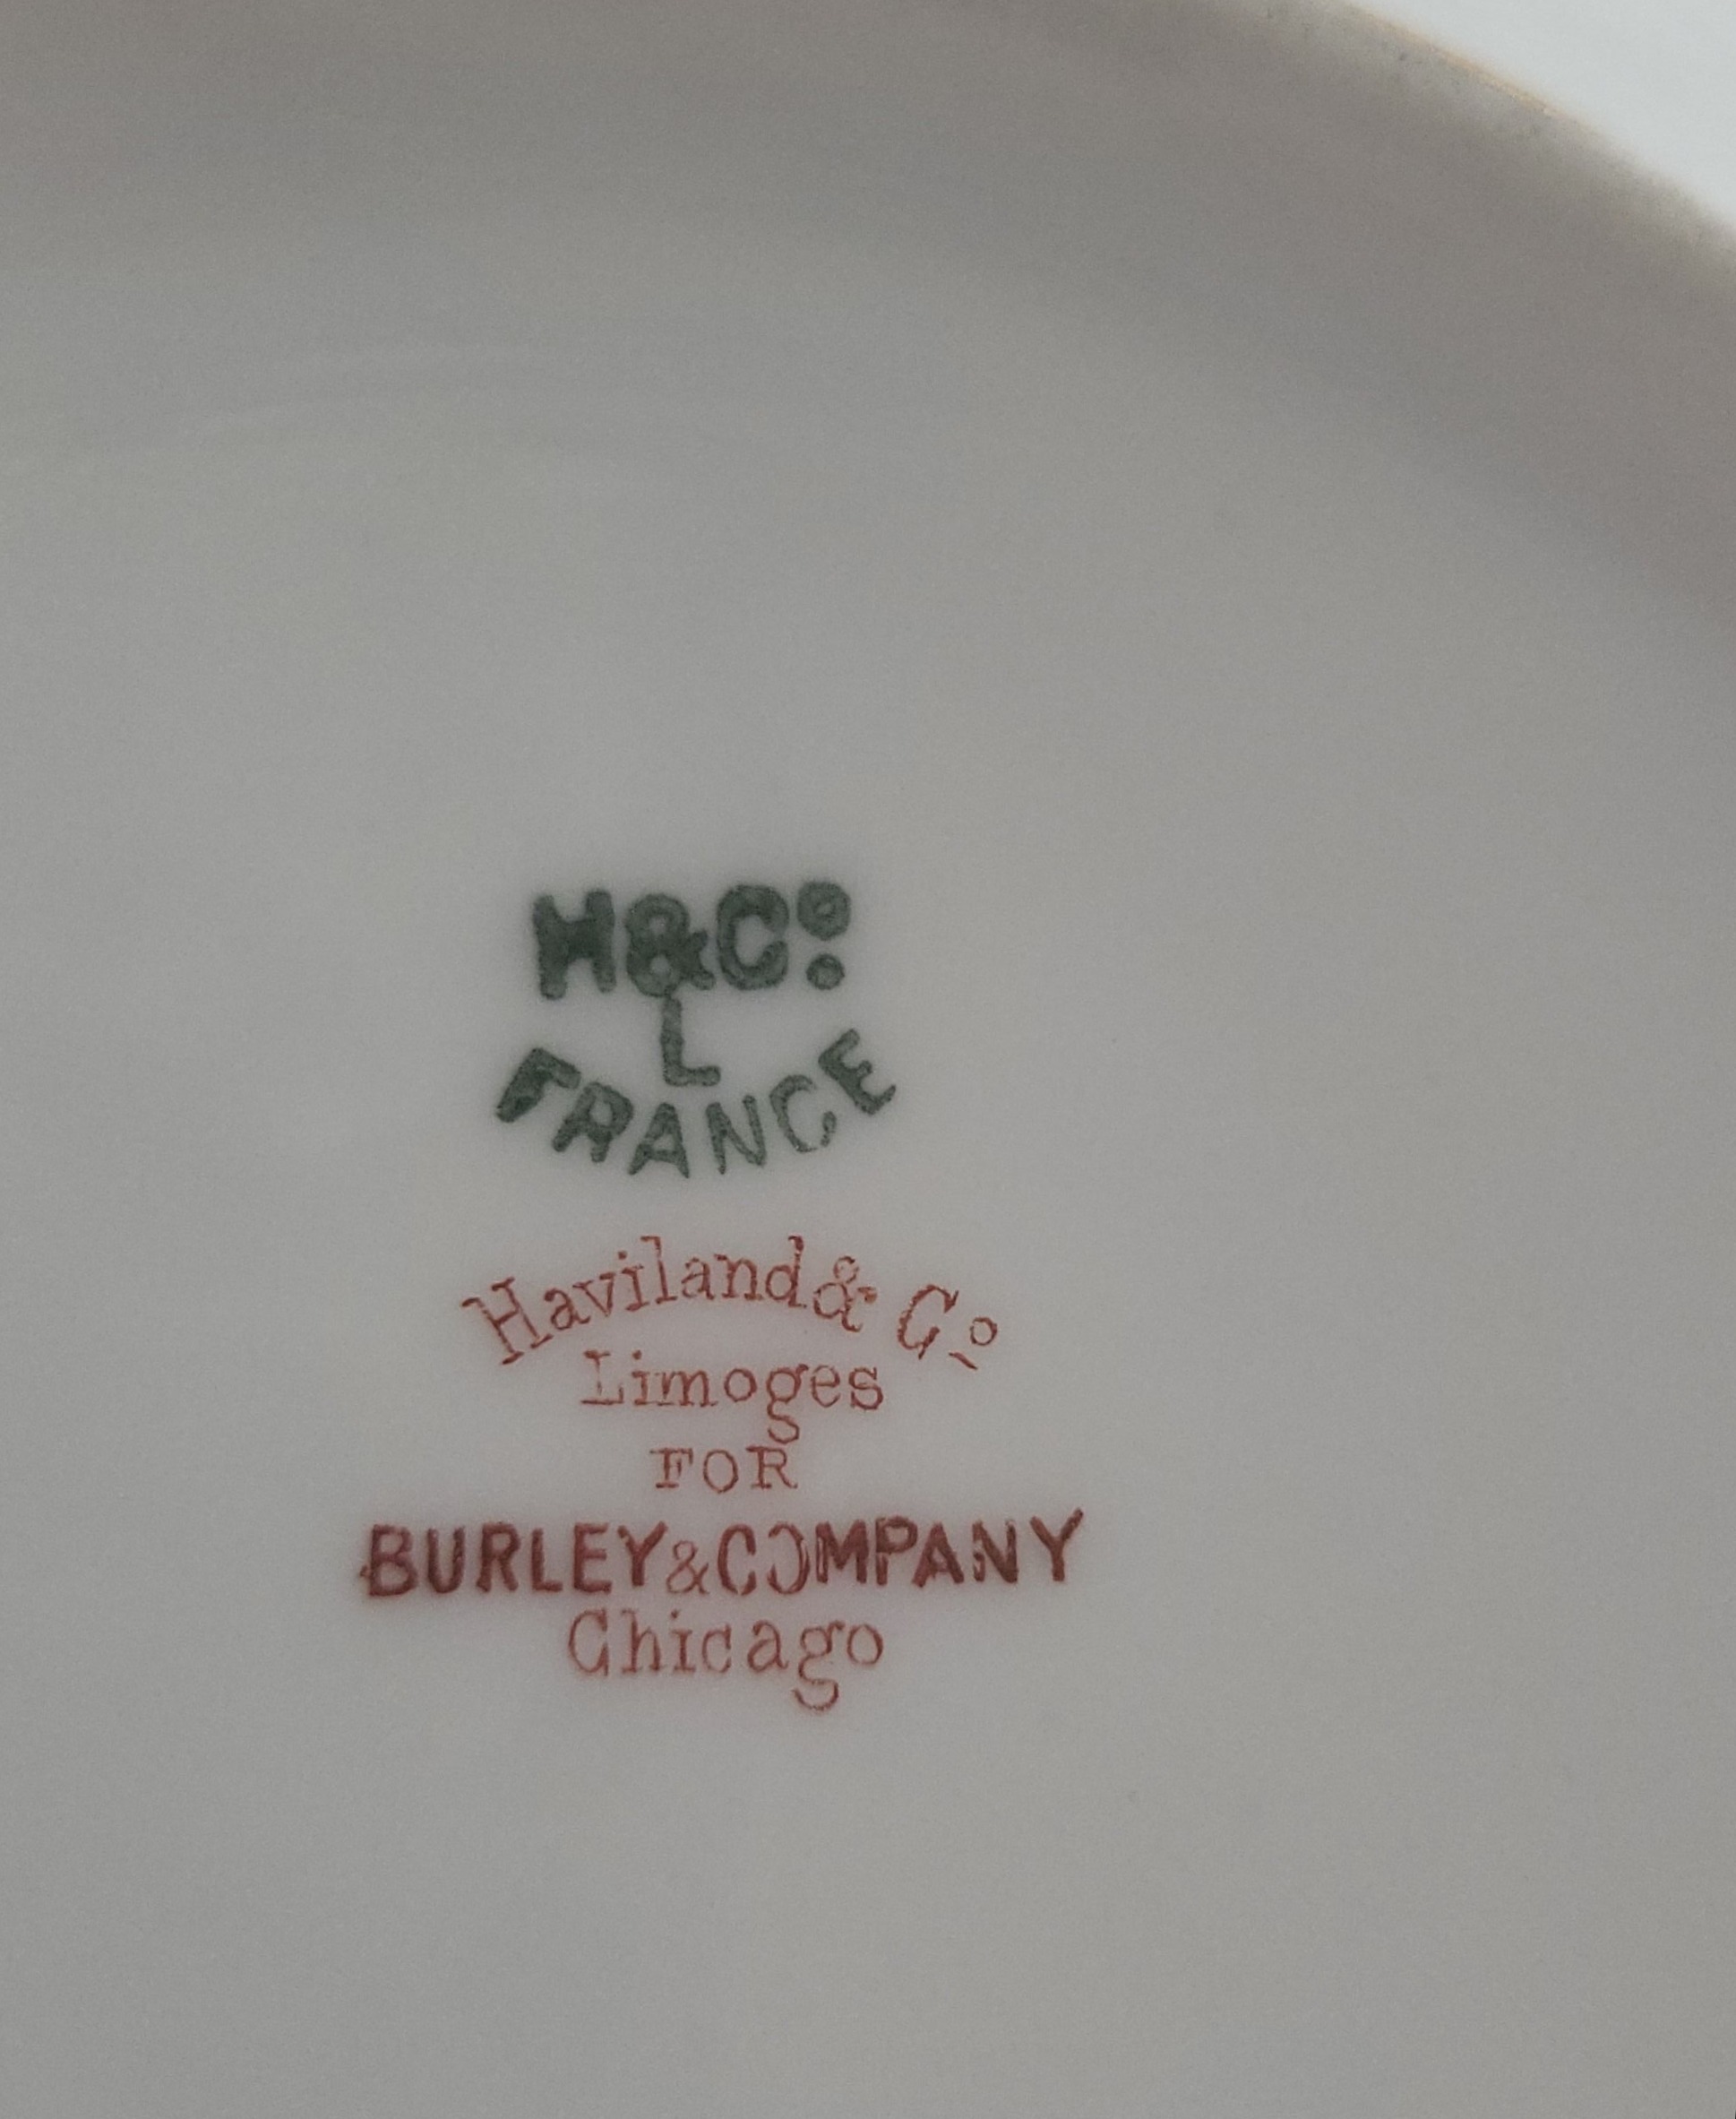 H&Cº.
L
FRANCE
Haviland & Cº
Limoges
FOR
BURLEY & COMPANY
Chicago